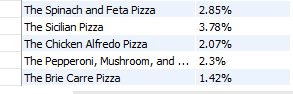 The Spinach and Feta Pizza 2.85%
The Sicilian Pizza 3.78%
The Chicken Alfredo Pizza 2.07%
The Pepperoni, Mushroom, and ... 2.3%
The Brie Carre Pizza 1.42%